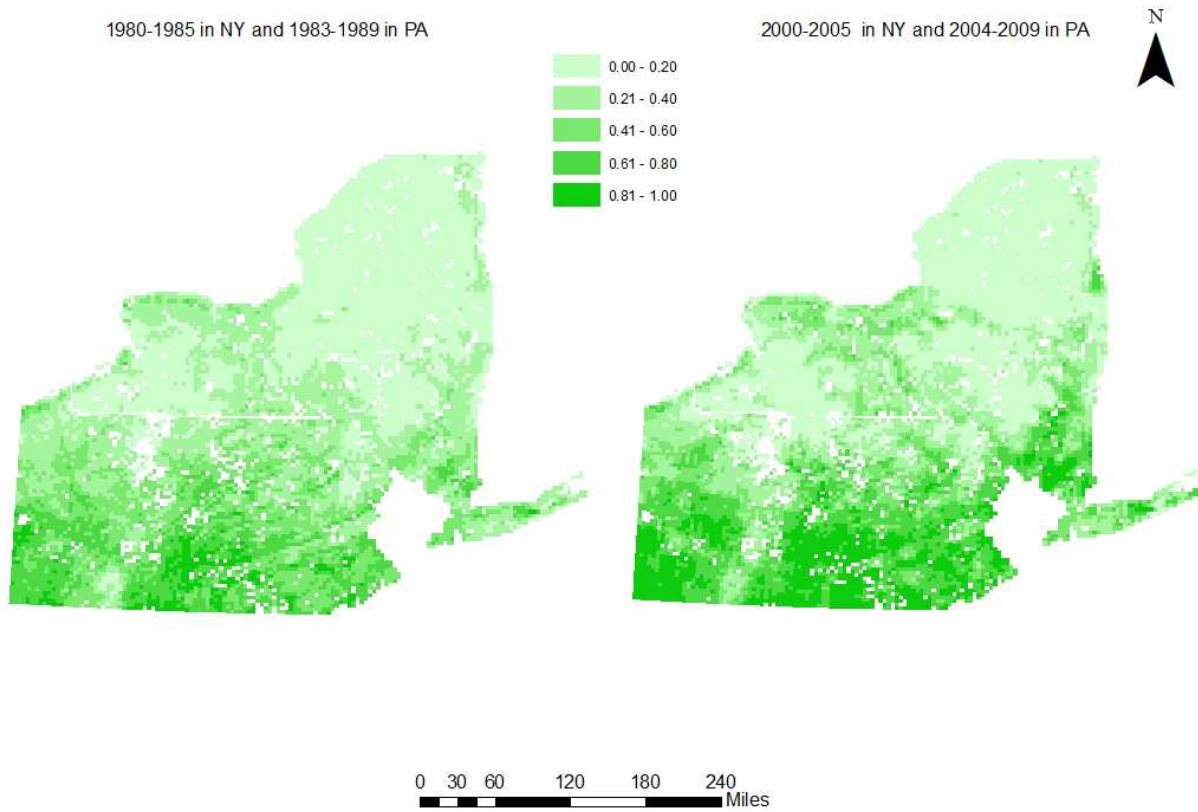 1980-1985 in NY and 1983-1989 in PA
2000-2005 in NY and 2004-2009 in PA
N
0.00 - 0.20
0.21 - 0.40
0.41 - 0.60
0.61 - 0.80
0.81 - 1.00
0 30 60 120 180 240
Miles